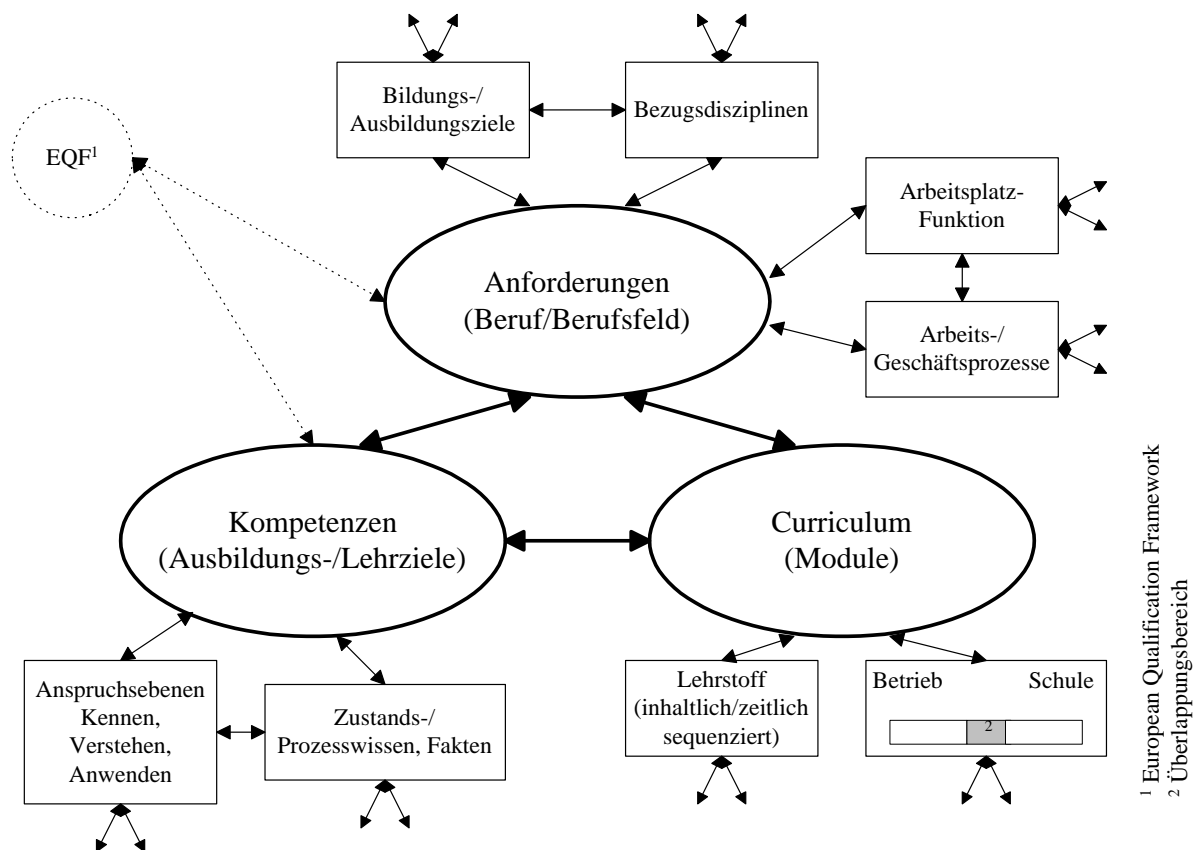 Bildungs-/
Ausbildungsziele
Bezugsdisziplinen
EQF¹
Arbeitsplatz-
Funktion
Anforderungen
(Beruf/Berufsfeld)
Arbeits-/
Geschäftsprozesse
Kompetenzen
(Ausbildungs-/Lehrziele)
Curriculum
(Module)
Anspruchsebenen
Kennen,
Verstehen,
Anwenden
Zustands-/
Prozesswissen, Fakten
Lehrstoff
(inhaltlich/zeitlich
sequenziert)
Betrieb Schule
2
¹ European Qualification Framework
² Überlappungsbereich